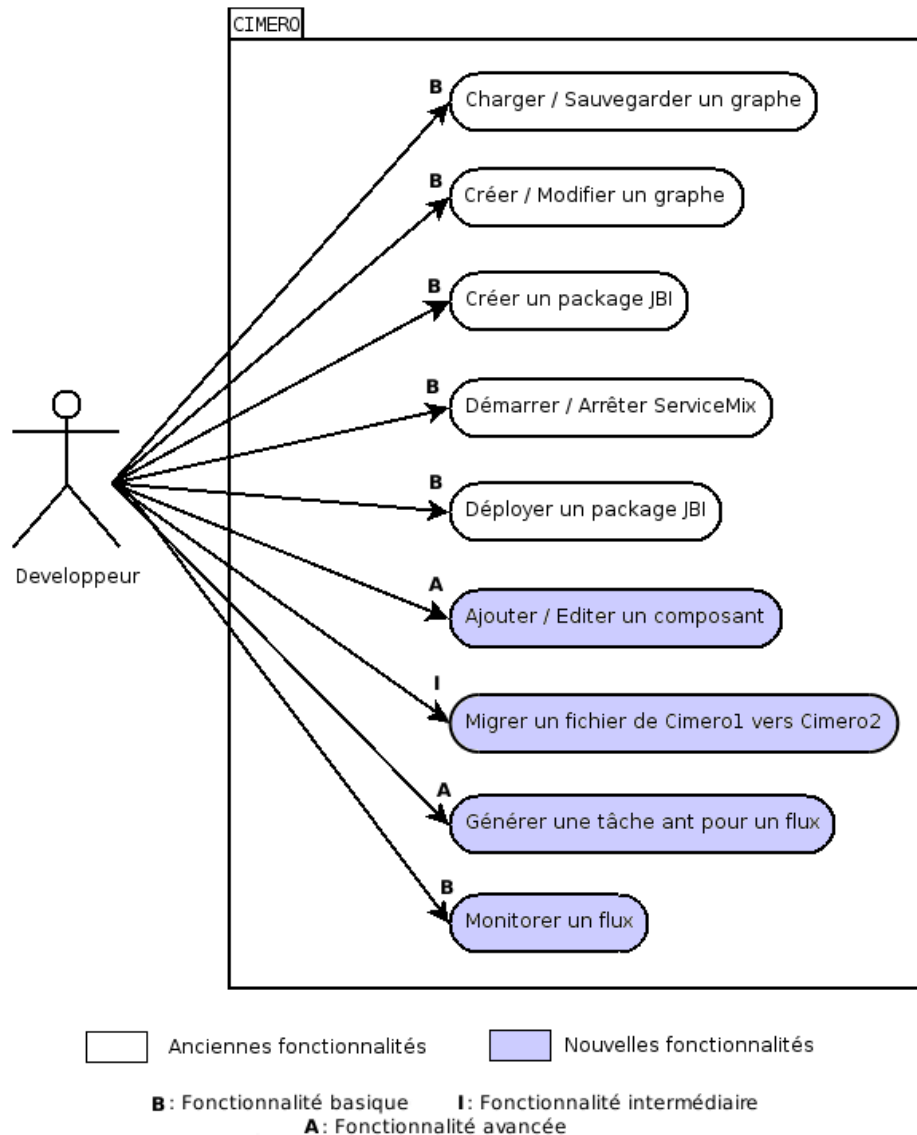 CIMERO
B
Charger / Sauvegarder un graphe
B
Créer / Modifier un graphe
B
Créer un package JBI
B
Démarrer / Arrêter ServiceMix
B
Déployer un package JBI
Developpeur
A
Ajouter / Editer un composant
I
Migrer un fichier de Cimero1 vers Cimero2
A
Générer une tâche ant pour un flux
B
Monitorer un flux
Anciennes fonctionnalités
Nouvelles fonctionnalités
B : Fonctionnalité basique
I : Fonctionnalité intermédiaire
A : Fonctionnalité avancée